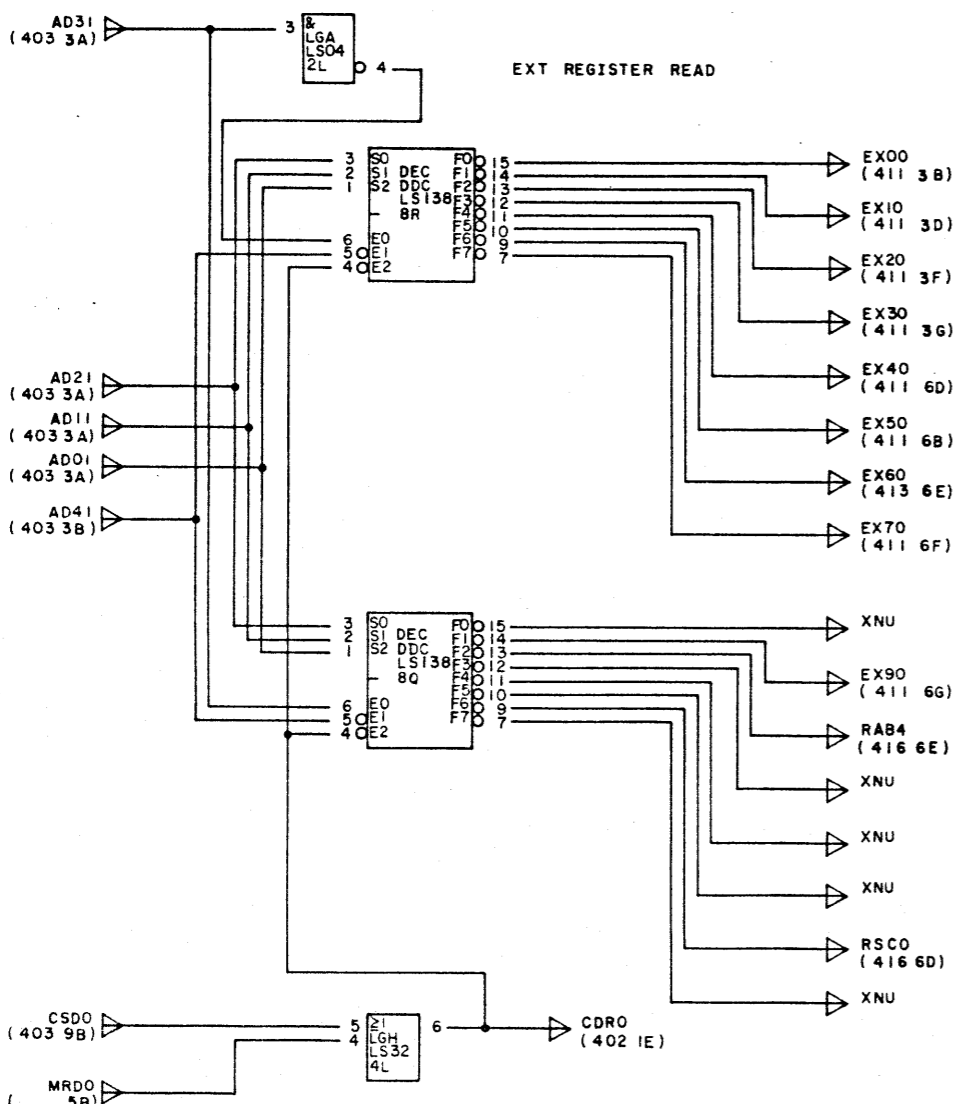 AD31
(403 3A)
3
&
LGA
LS04
2L
4
EXT REGISTER READ
3 S0 F0 15
2 S1 DEC F1 14
1 S2 DDC F2 13
LS138 F3 12
- F4 11
8R F5 10
6 E0 F6 9
5 E1 F7 7
4 E2
EX00
(411 3B)
EX10
(411 3D)
EX20
(411 3F)
EX30
(411 3G)
EX40
(411 6D)
EX50
(411 6B)
EX60
(413 6E)
EX70
(411 6F)
AD21
(403 3A)
AD11
(403 3A)
AD01
(403 3A)
AD41
(403 3B)
3 S0 F0 15
2 S1 DEC F1 14
1 S2 DDC F2 13
LS138 F3 12
- F4 11
8Q F5 10
6 E0 F6 9
5 E1 F7 7
4 E2
XNU
EX90
(411 6G)
RAB4
(416 6E)
XNU
XNU
XNU
RSC0
(416 6D)
XNU
CSD0
(403 9B)
5 ≥1 6
4 LGH
LS32
4L
CDR0
(402 1E)
MRD0